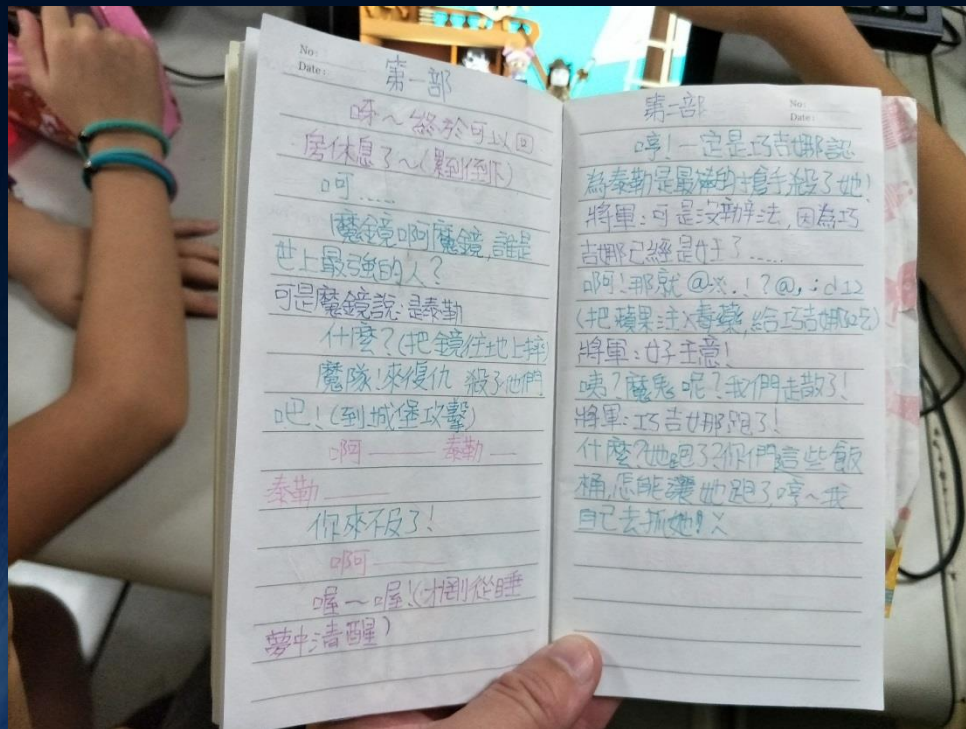 No:
Date:
第一部
呀～終於可以回
房休息了～(累到倒下)
呵.....
魔鏡啊魔鏡,誰是
世上最強的人？
可是魔鏡說:是泰勒
什麼？(把鏡往地上摔)
魔隊!來復仇 殺了他們
吧！(到城堡攻擊)
啊——— 泰勒—
泰勒———
你來不及了！
啊———
喔～喔！(剛從睡
夢中清醒)
第一部
No:
Date:
哼！一定是巧吉娜認
為泰勒是最棒的,搶手殺了她！
將軍:可是沒辦法,因為巧
吉娜已經是女王了.....
啊！那就@※.！？@,:d12
(把蘋果注入毒藥,給巧吉娜吃)
將軍:好主意！
咦？魔鬼呢？我們走散了！
將軍:巧吉娜跑了！
什麼？她跑了？你們這些飯
桶,怎能讓她跑了,哼～我
自己去抓她！